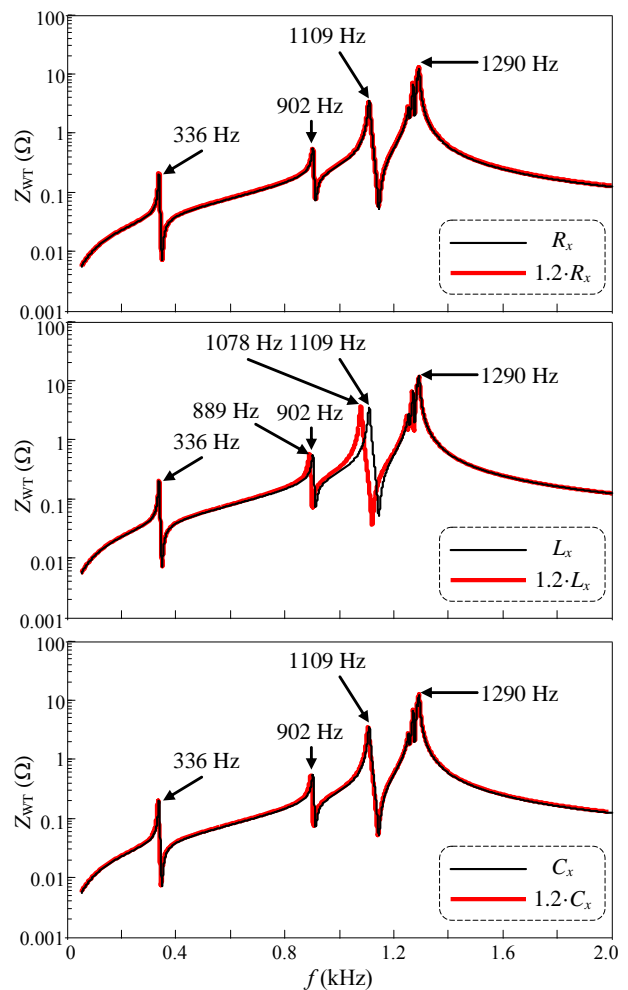 100
10
1
0.1
0.01
0.001
Z_WT (Ω)
336 Hz
902 Hz
1109 Hz
1290 Hz
R_x
1.2·R_x
100
10
1
0.1
0.01
0.001
Z_WT (Ω)
336 Hz
889 Hz
902 Hz
1078 Hz
1109 Hz
1290 Hz
L_x
1.2·L_x
100
10
1
0.1
0.01
0.001
Z_WT (Ω)
336 Hz
902 Hz
1109 Hz
1290 Hz
C_x
1.2·C_x
0
0.4
0.8
1.2
1.6
2.0
f (kHz)